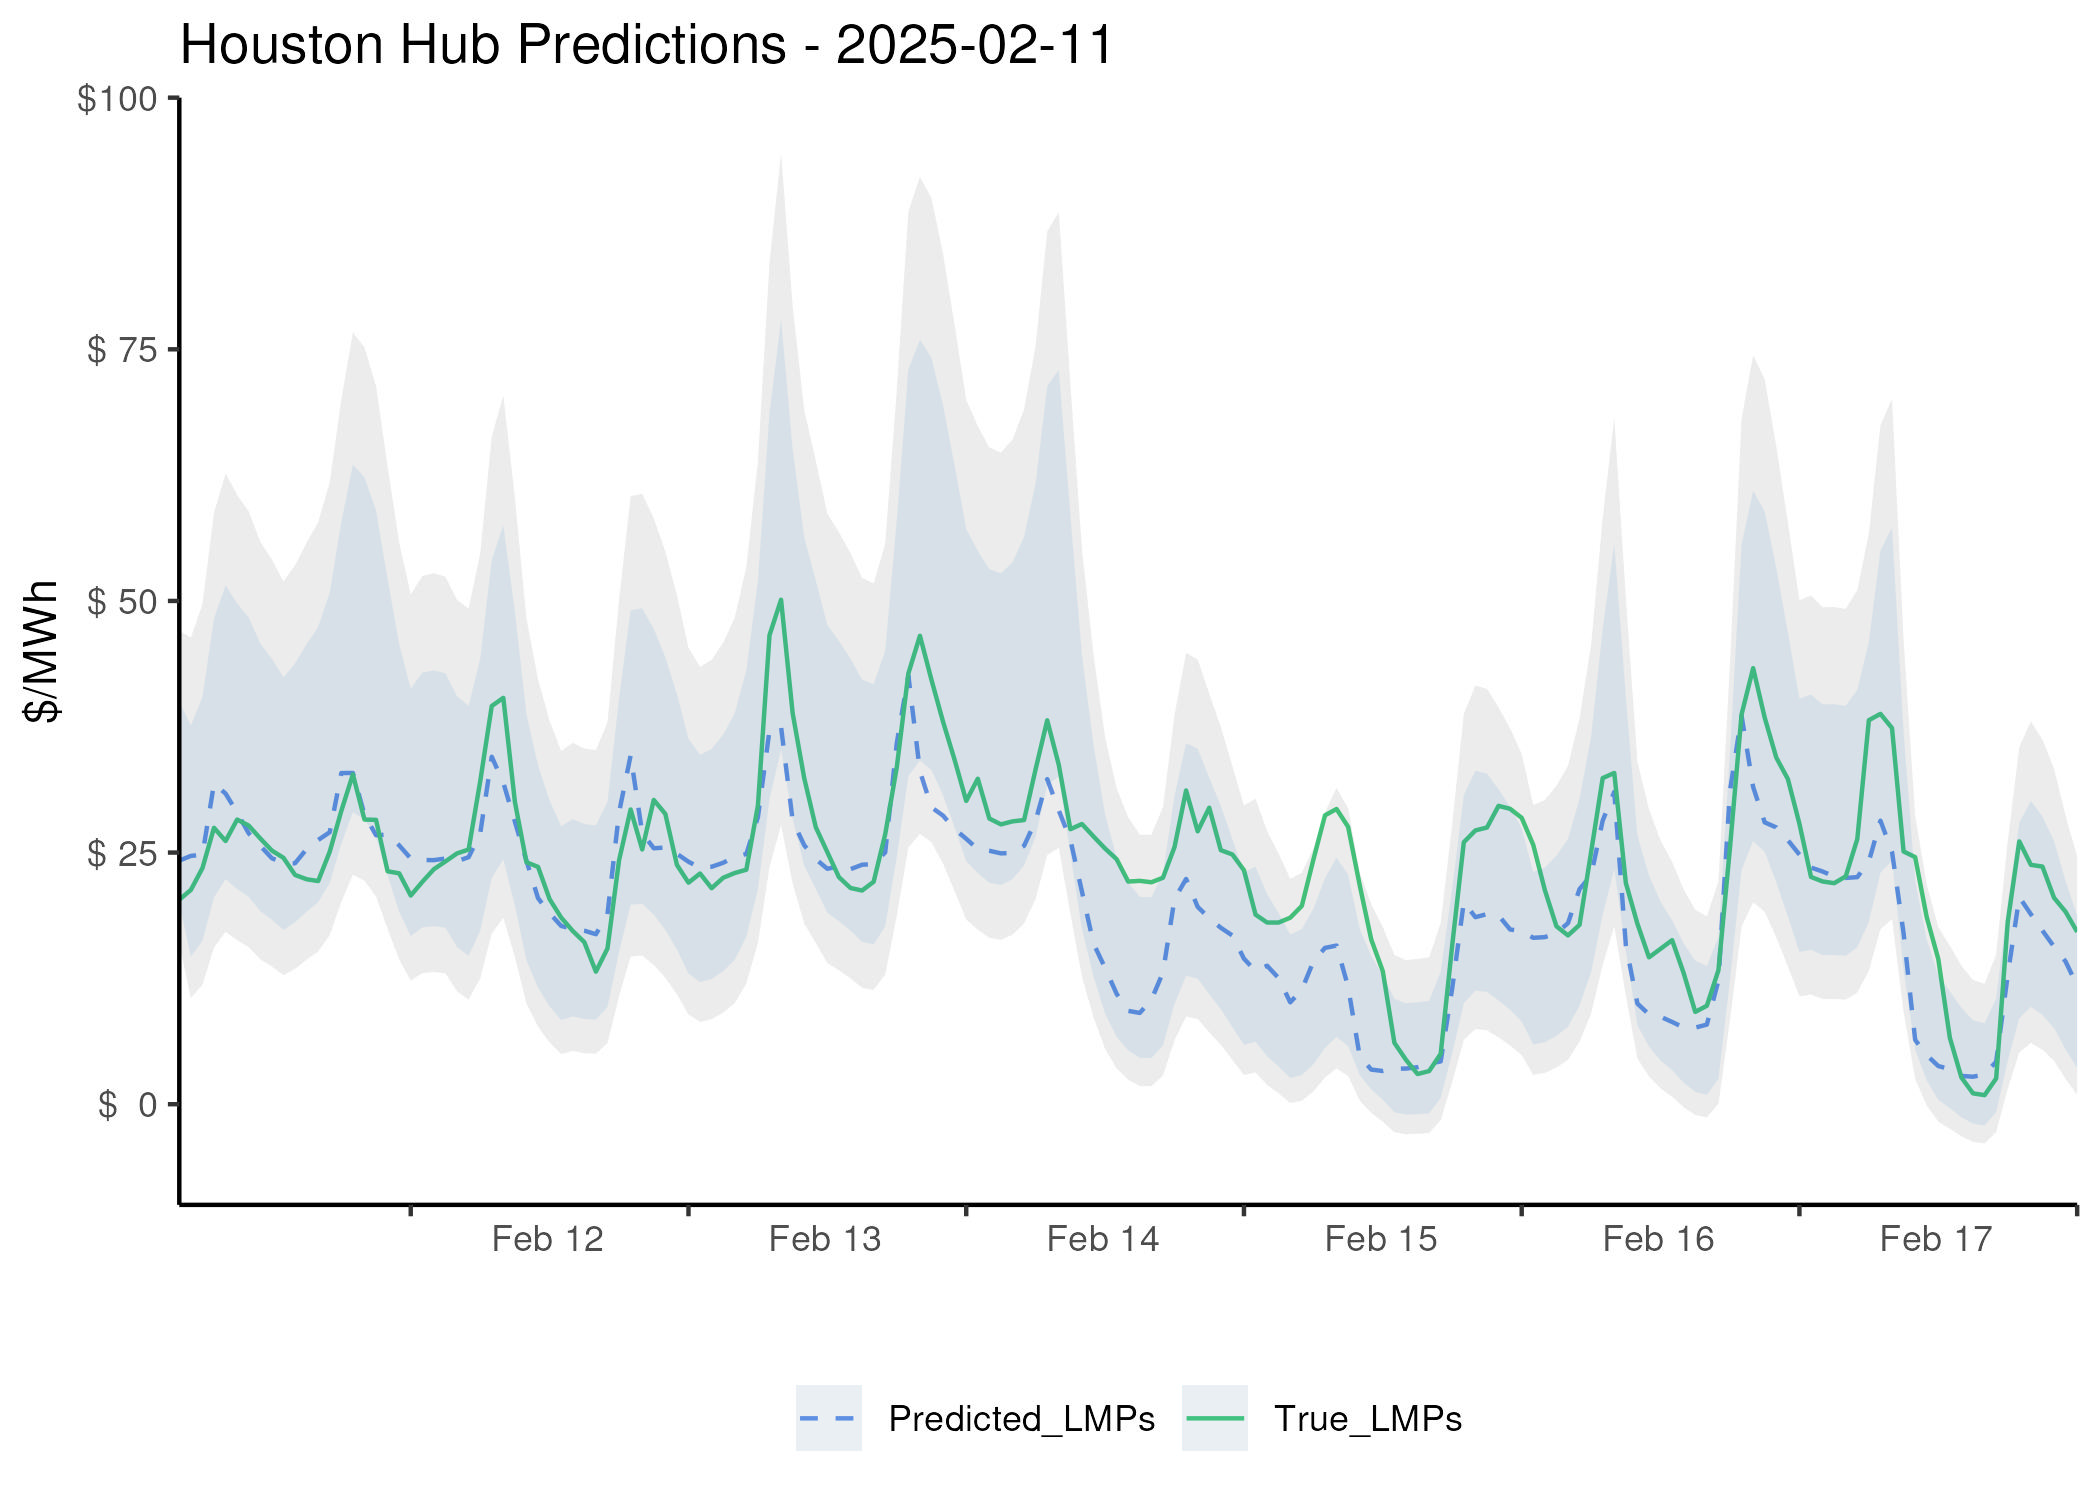 Houston Hub Predictions - 2025-02-11
$100
$ 75
$ 50
$ 25
$ 0
$/MWh
Feb 12 Feb 13 Feb 14 Feb 15 Feb 16 Feb 17
Predicted_LMPs True_LMPs